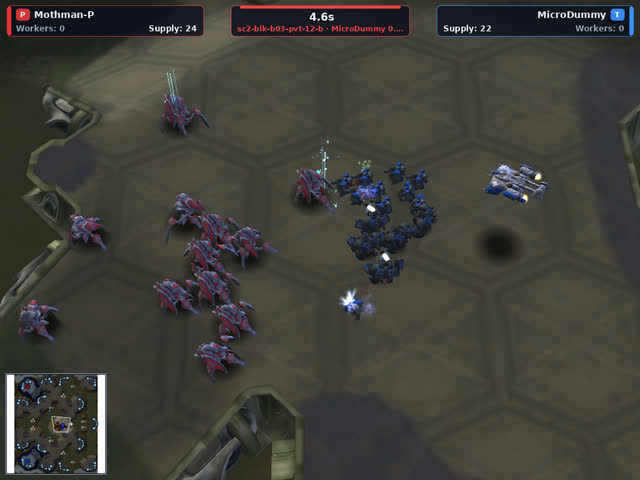 P Mothman-P
Workers: 0 Supply: 24
4.6s
sc2-blk-b03-pvt-12-b · MicroDummy 0....
MicroDummy T
Supply: 22 Workers: 0